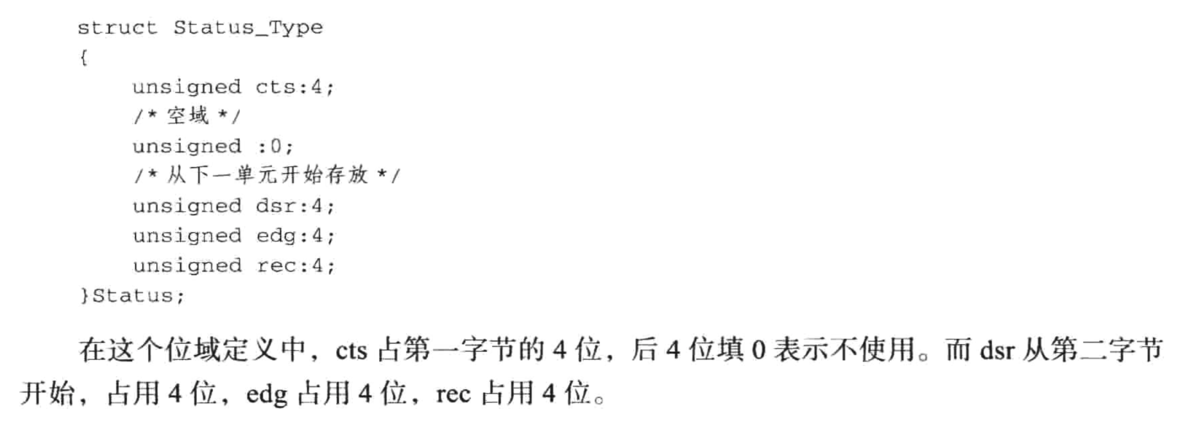 struct Status_Type
{
    unsigned cts:4;
    /* 空域 */
    unsigned :0;
    /* 从下一单元开始存放 */
    unsigned dsr:4;
    unsigned edg:4;
    unsigned rec:4;
}Status;
在这个位域定义中，cts 占第一字节的 4 位，后 4 位填 0 表示不使用。而 dsr 从第二字节
开始，占用 4 位，edg 占用 4 位，rec 占用 4 位。